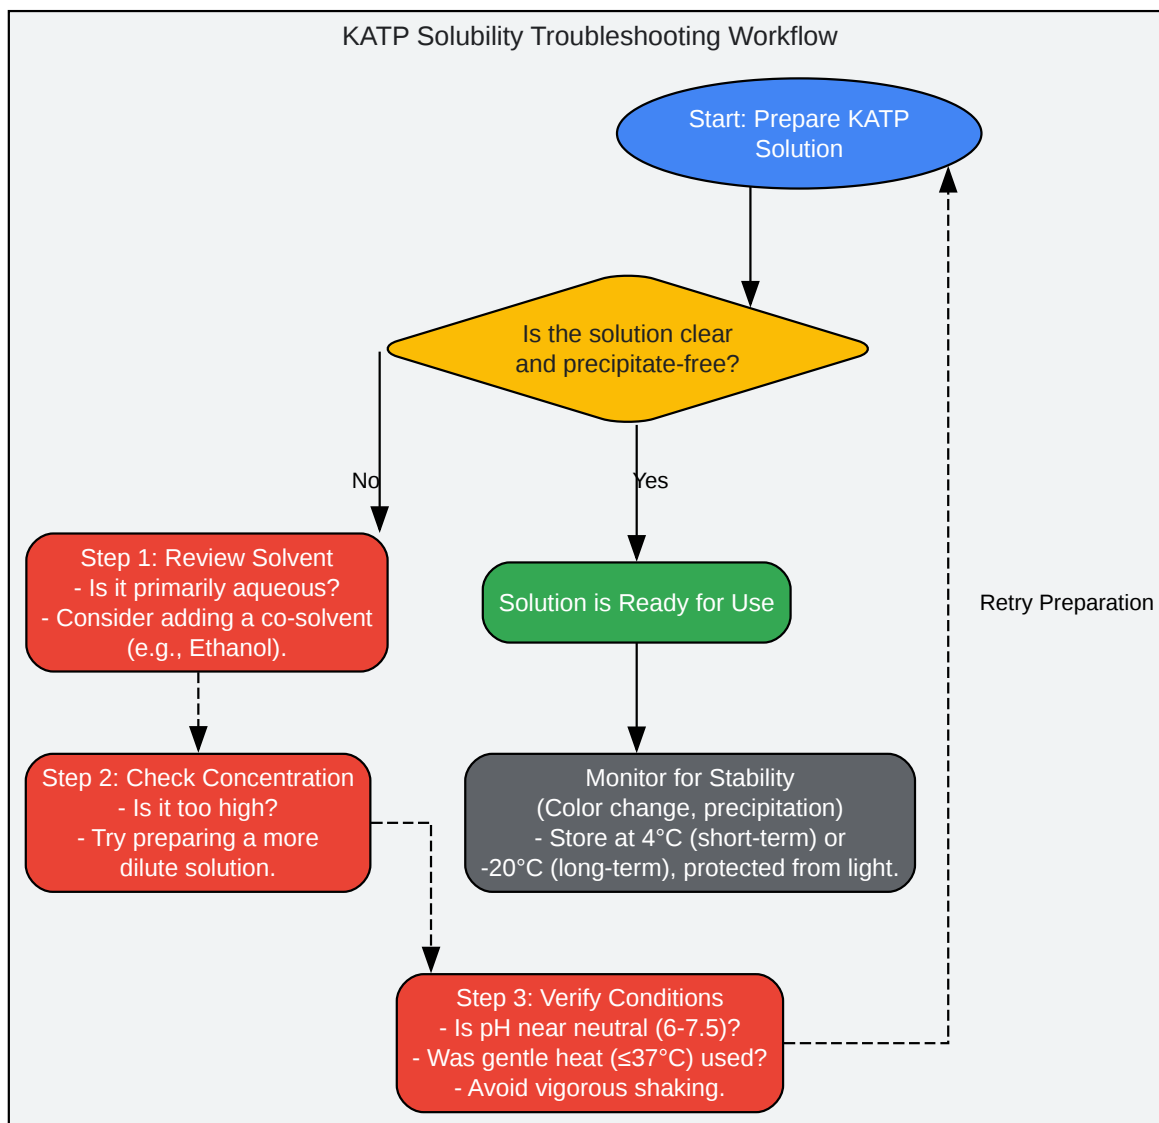 KATP Solubility Troubleshooting Workflow
Start: Prepare KATP
Solution
Is the solution clear
and precipitate-free?
No
Yes
Step 1: Review Solvent
- Is it primarily aqueous?
- Consider adding a co-solvent
(e.g., Ethanol).
Solution is Ready for Use
Retry Preparation
Step 2: Check Concentration
- Is it too high?
- Try preparing a more
dilute solution.
Monitor for Stability
(Color change, precipitation)
- Store at 4°C (short-term) or
-20°C (long-term), protected from light.
Step 3: Verify Conditions
- Is pH near neutral (6-7.5)?
- Was gentle heat (≤37°C) used?
- Avoid vigorous shaking.